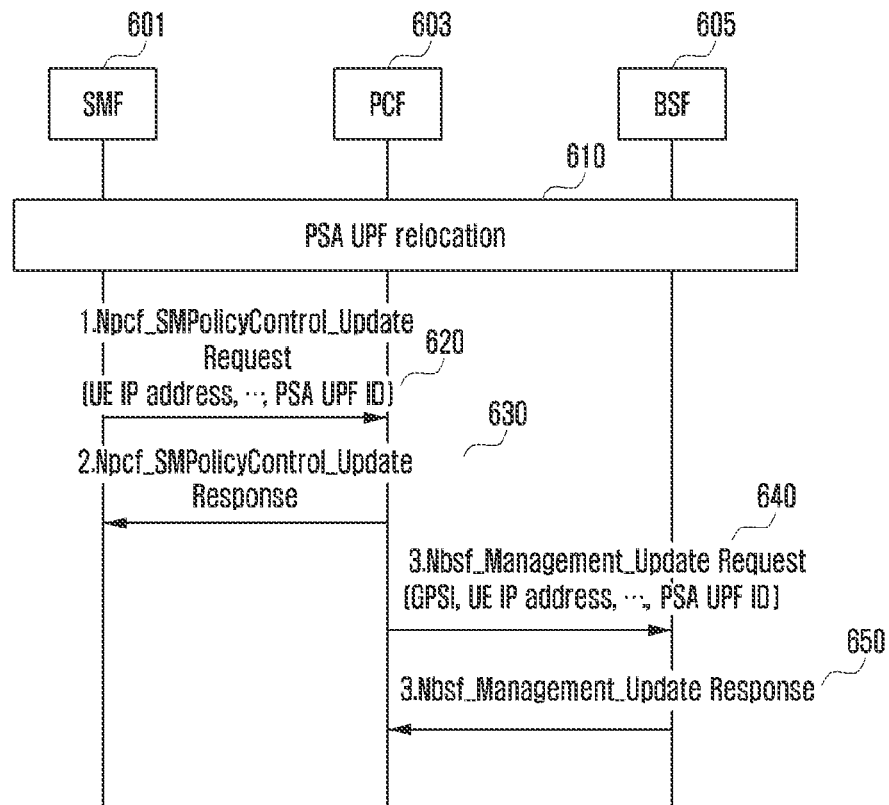 601
603
605
SMF
PCF
BSF
610
PSA UPF relocation
1.Npcf_SMPolicyControl_Update
Request
(UE IP address, ···, PSA UPF ID)
620
630
2.Npcf_SMPolicyControl_Update
Response
640
3.Nbsf_Management_Update Request
(GPSI, UE IP address, ···, PSA UPF ID)
650
3.Nbsf_Management_Update Response